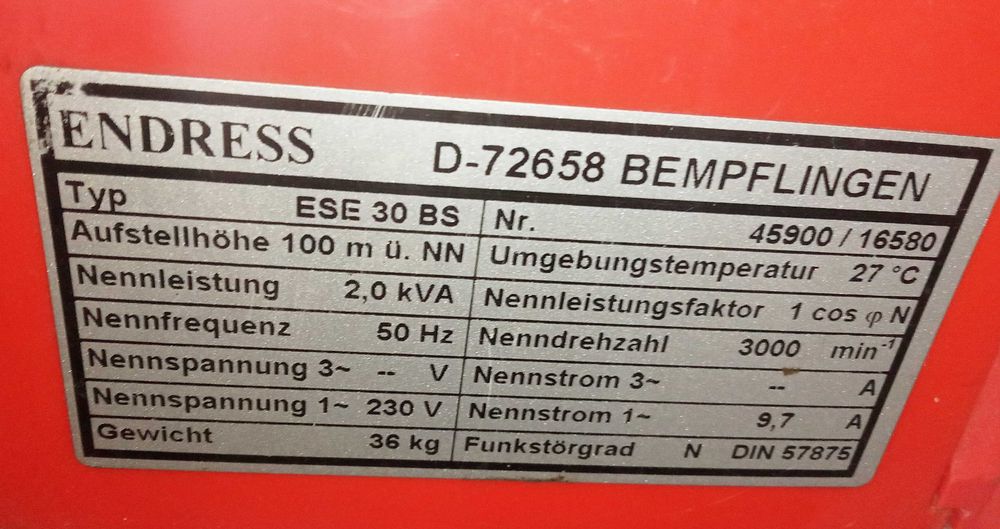 ENDRESS D-72658 BEMPFLINGEN
Typ ESE 30 BS Nr. 45900 / 16580
Aufstellhöhe 100 m ü. NN Umgebungstemperatur 27 °C
Nennleistung 2,0 kVA Nennleistungsfaktor 1 cos φ N
Nennfrequenz 50 Hz Nenndrehzahl 3000 min⁻¹
Nennspannung 3~ -- V Nennstrom 3~ -- A
Nennspannung 1~ 230 V Nennstrom 1~ 9,7 A
Gewicht 36 kg Funkstörgrad N DIN 57875